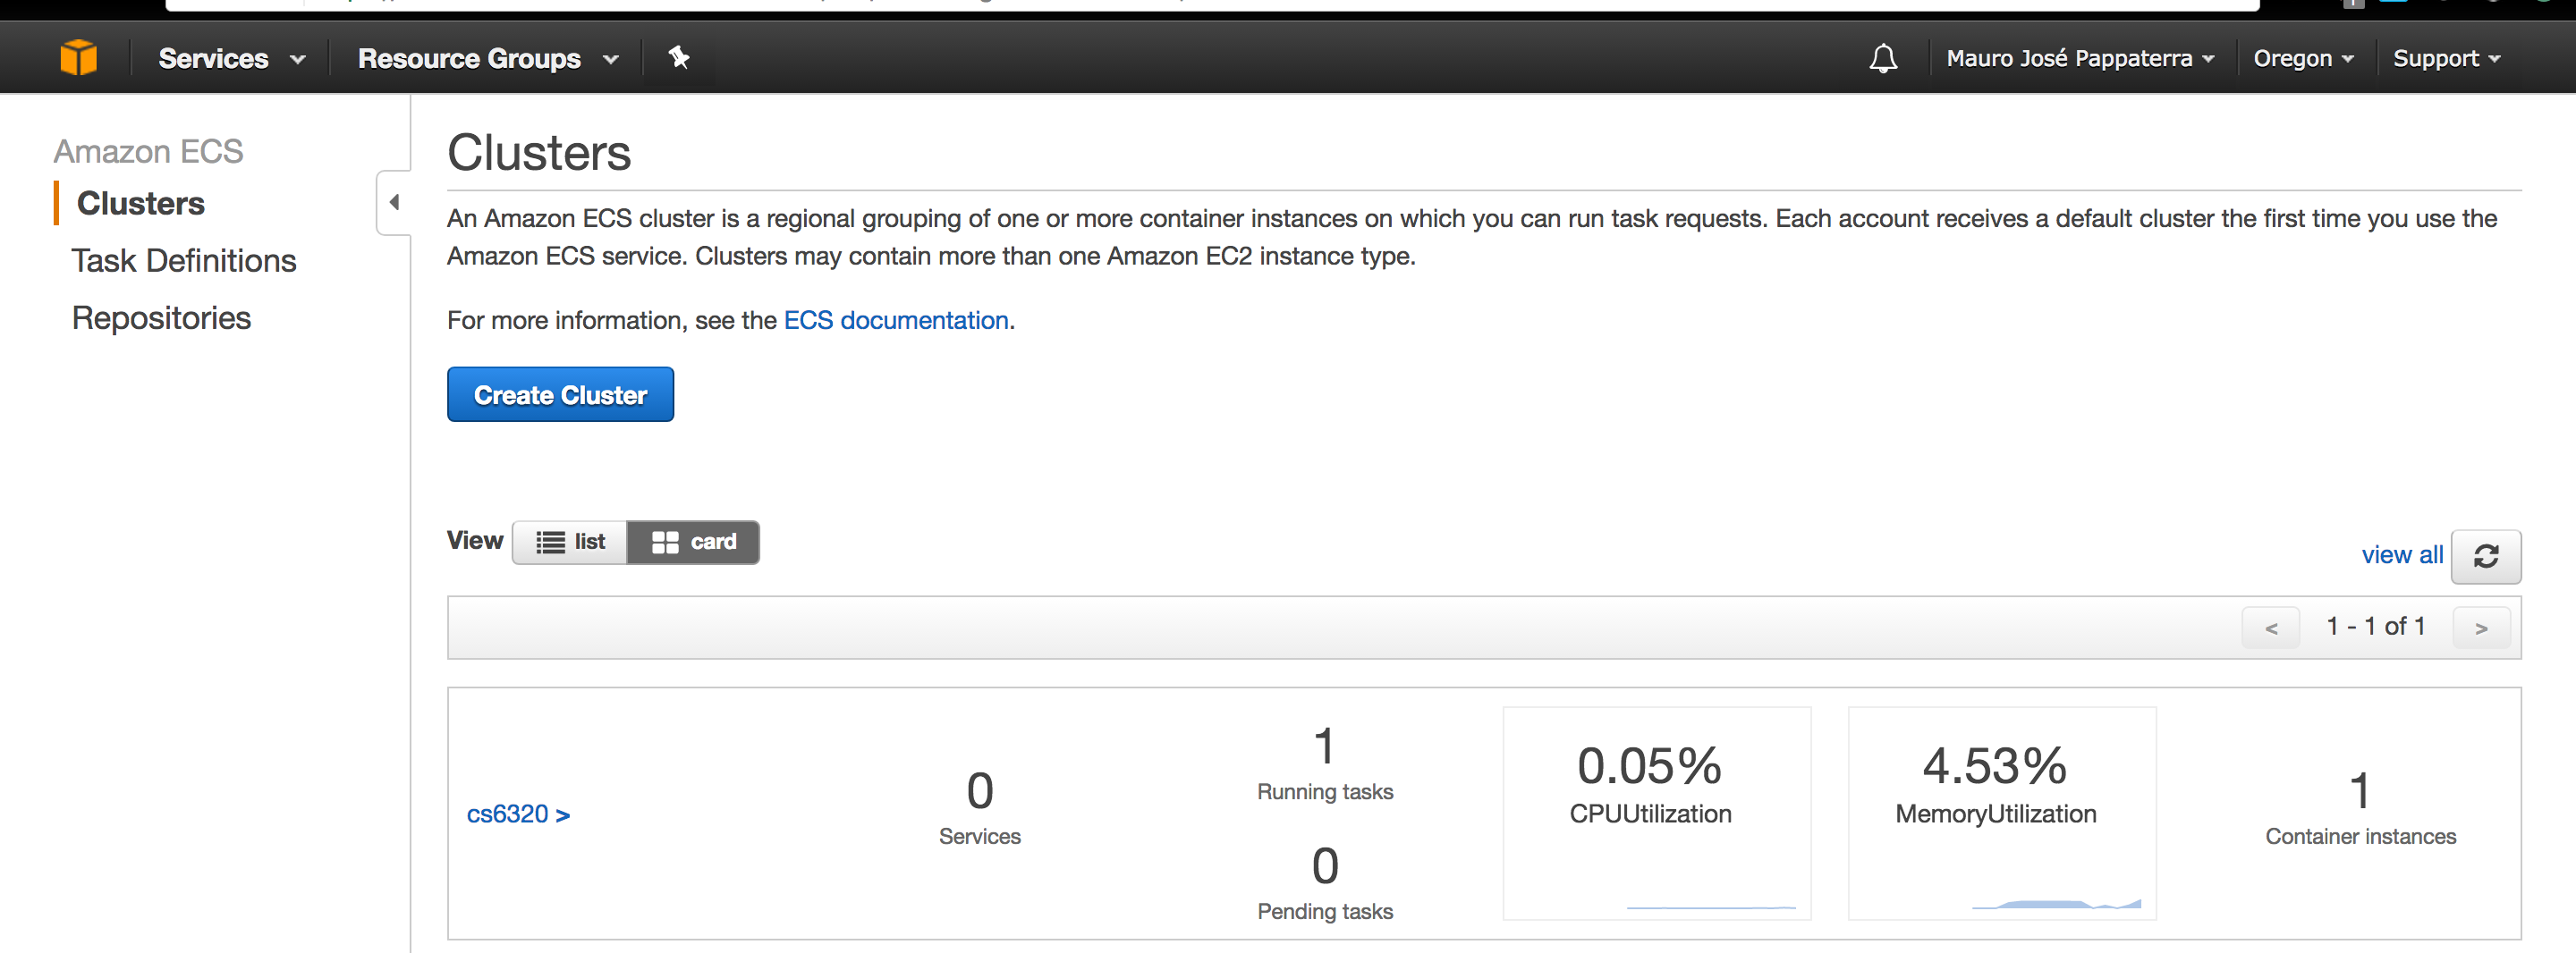 Services
Resource Groups
Mauro José Pappaterra
Oregon
Support
Amazon ECS
Clusters
Task Definitions
Repositories
Clusters
An Amazon ECS cluster is a regional grouping of one or more container instances on which you can run task requests. Each account receives a default cluster the first time you use the
Amazon ECS service. Clusters may contain more than one Amazon EC2 instance type.
For more information, see the ECS documentation.
Create Cluster
View list card
view all
< 1 - 1 of 1 >
cs6320 >
0
Services
1
Running tasks
0
Pending tasks
0.05%
CPUUtilization
4.53%
MemoryUtilization
1
Container instances